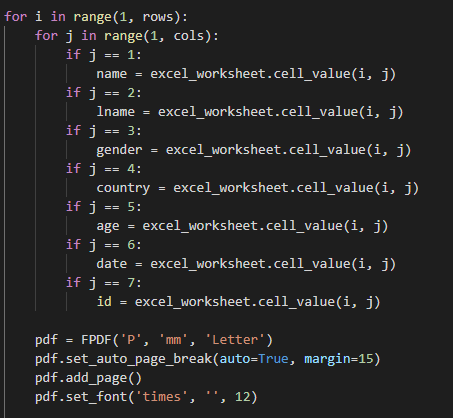 for i in range(1, rows):
    for j in range(1, cols):
        if j == 1:
            name = excel_worksheet.cell_value(i, j)
        if j == 2:
            lname = excel_worksheet.cell_value(i, j)
        if j == 3:
            gender = excel_worksheet.cell_value(i, j)
        if j == 4:
            country = excel_worksheet.cell_value(i, j)
        if j == 5:
            age = excel_worksheet.cell_value(i, j)
        if j == 6:
            date = excel_worksheet.cell_value(i, j)
        if j == 7:
            id = excel_worksheet.cell_value(i, j)

    pdf = FPDF('P', 'mm', 'Letter')
    pdf.set_auto_page_break(auto=True, margin=15)
    pdf.add_page()
    pdf.set_font('times', '', 12)